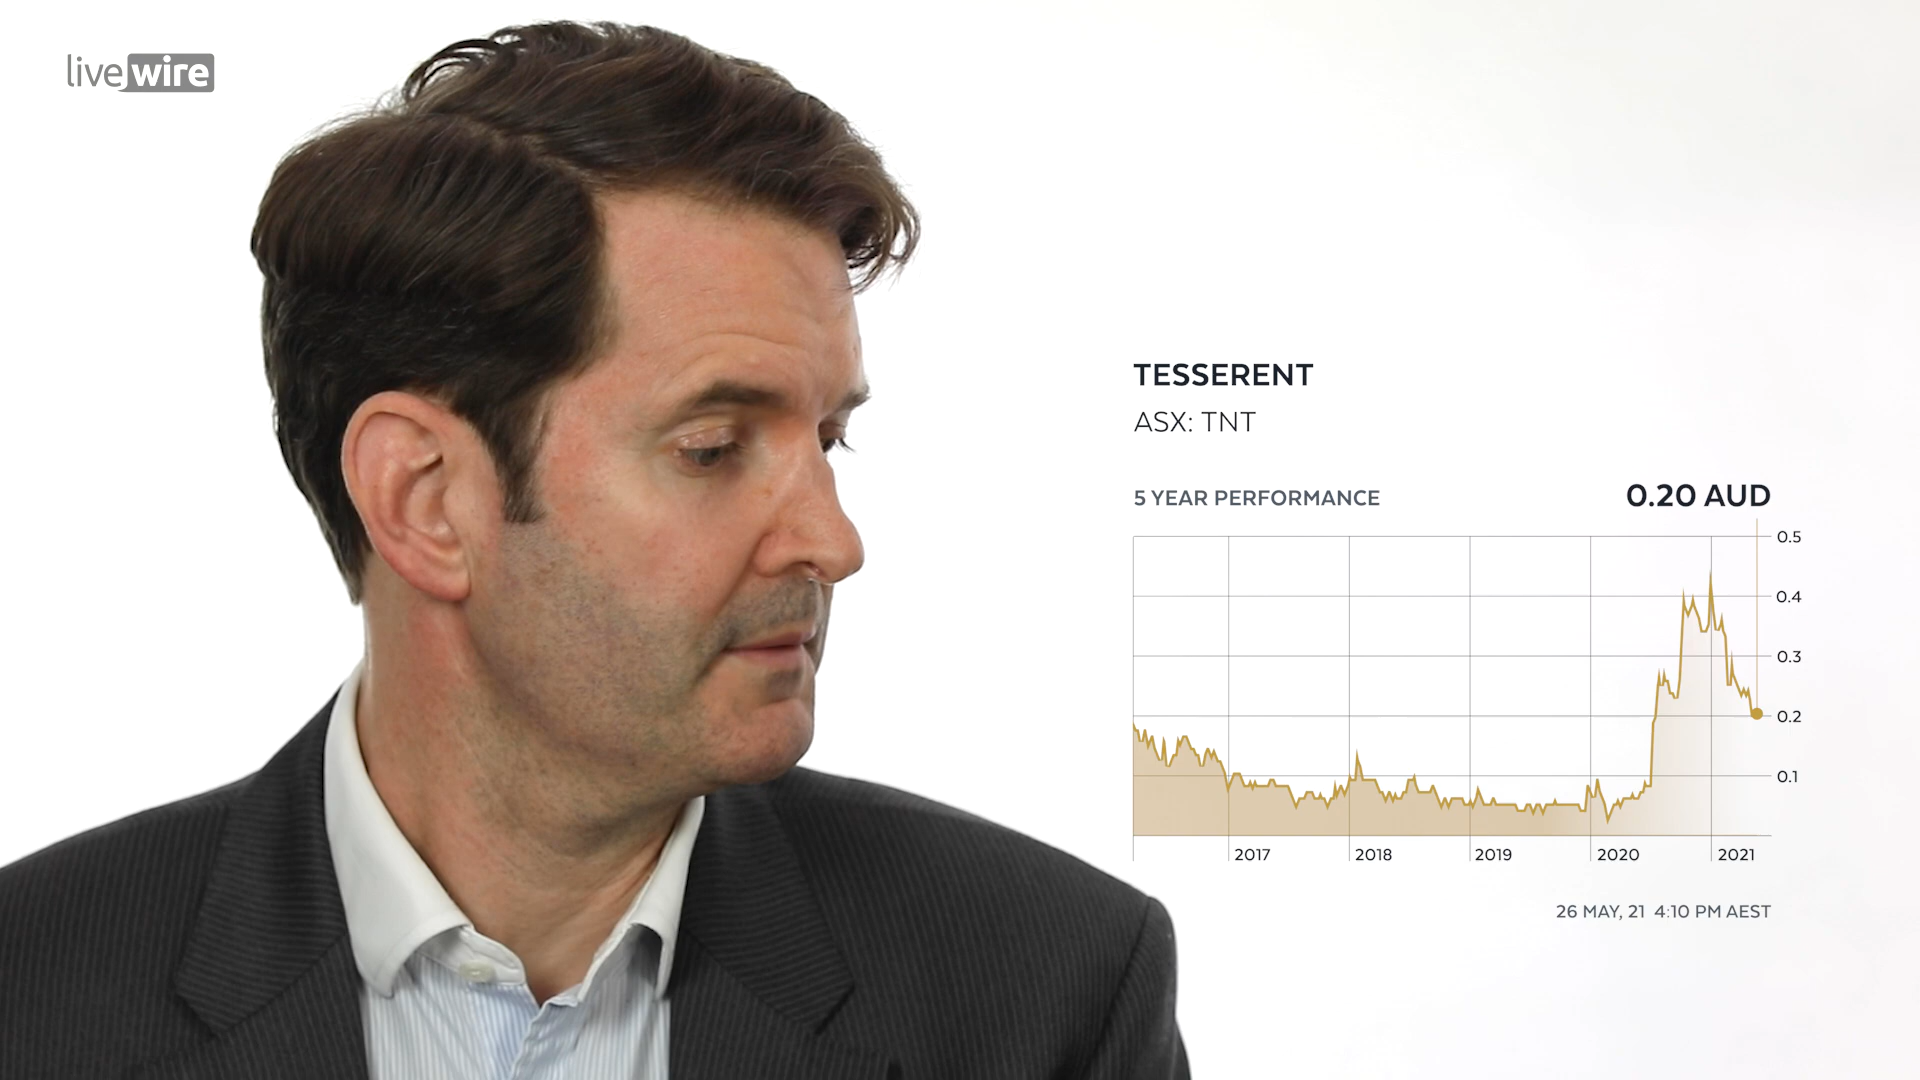 livewire
TESSERENT
ASX: TNT
5 YEAR PERFORMANCE
0.20 AUD
0.5
0.4
0.3
0.2
0.1
2017
2018
2019
2020
2021
26 MAY, 21 4:10 PM AEST